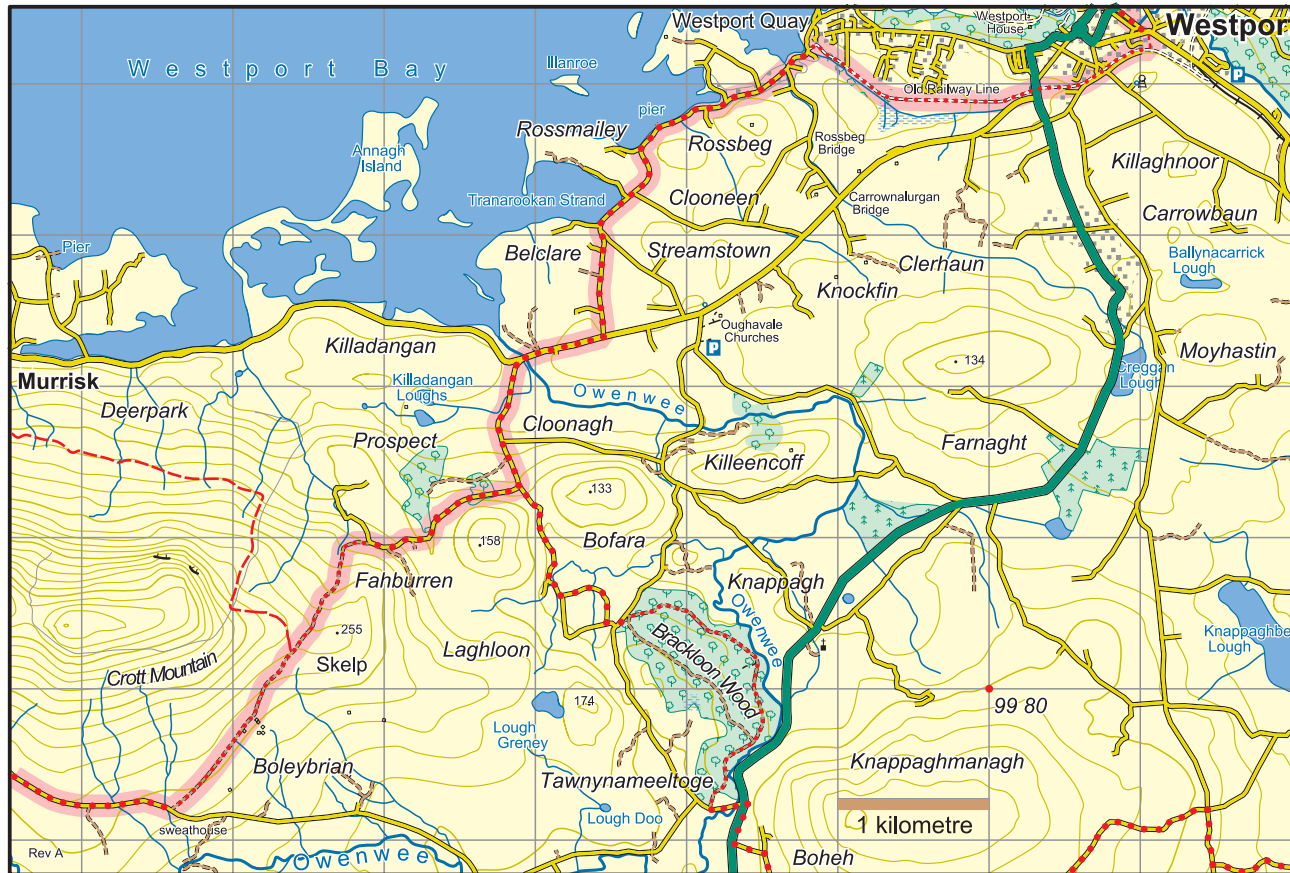 Westport Quay
Westport
House
Westpor
Westport Bay
Illanroe
P
Old Railway Line
pier
Rossmailey
Rossbeg
Rossbeg
Bridge
Annagh
Island
Killaghnoor
Tranarookan Strand
Clooneen
Carrownalurgan
Bridge
Carrowbaun
Pier
Belclare
Streamstown
Clerhaun
Ballynacarrick
Lough
Knockfin
Oughavale
Churches
P
Killadangan
134
Moyhastin
Murrisk
Creggan
Lough
Deerpark
Killadangan
Loughs
Owenwee
Prospect
Cloonagh
Farnaght
Killeencoff
133
158
Bofara
Fahburren
Knappagh
Owenwee
255
Skelp
Laghloon
Brackloon Wood
Knappaghbe
Lough
Crott Mountain
174
99 80
Lough
Greney
Boleybrian
Tawnynameeltoge
Knappaghmanagh
Lough Doo
1 kilometre
sweathouse
Rev A
Owenwee
Boheh